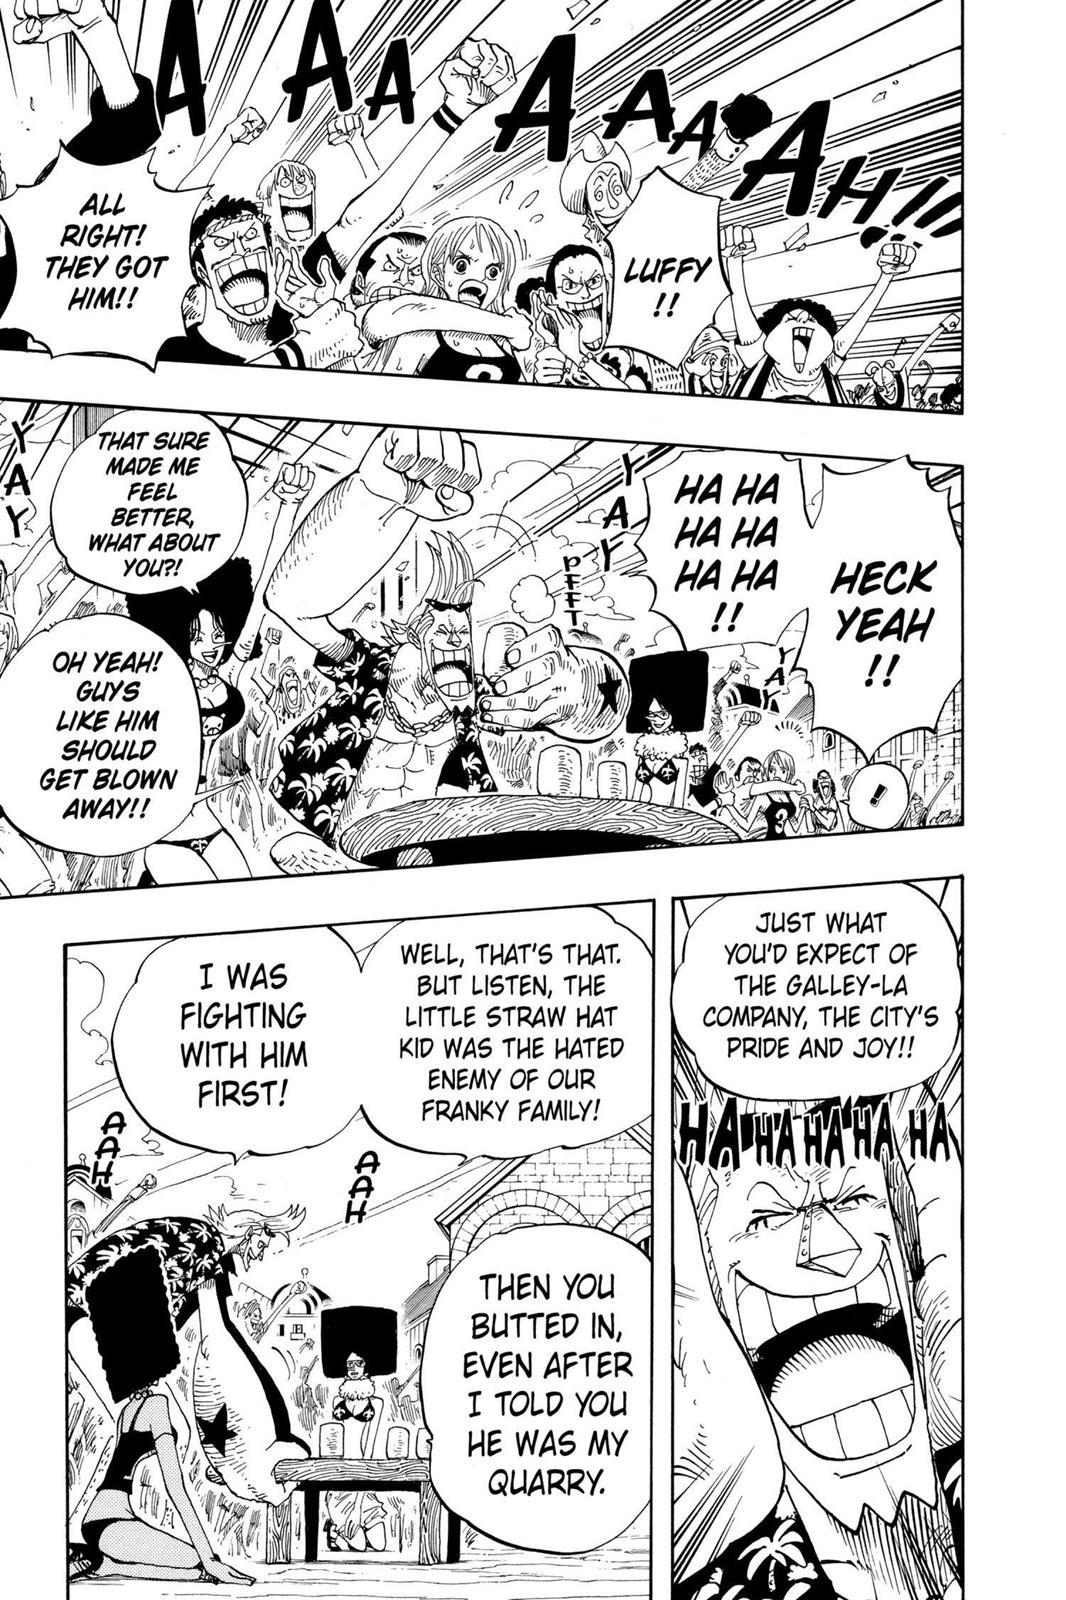 AAAAAAAAAH!!!
LUFFY
!!
ALL
RIGHT!
THEY GOT
HIM!!
HECK
YEAH
!!
HA HA
HA HA
HA HA
!!
YAY
YAY
!
PFFT
THAT SURE
MADE ME
FEEL
BETTER,
WHAT ABOUT
YOU?!
YAY
OH YEAH!
GUYS
LIKE HIM
SHOULD
GET BLOWN
AWAY!!
3
JUST WHAT
YOU'D EXPECT OF
THE GALLEY-LA
COMPANY, THE CITY'S
PRIDE AND JOY!!
HA HA HA HA HA
WELL, THAT'S THAT.
BUT LISTEN, THE
LITTLE STRAW HAT
KID WAS THE HATED
ENEMY OF OUR
FRANKY FAMILY!
I WAS
FIGHTING
WITH HIM
FIRST!
AAH
AAH
THEN YOU
BUTTED IN,
EVEN AFTER
I TOLD YOU
HE WAS MY
QUARRY.